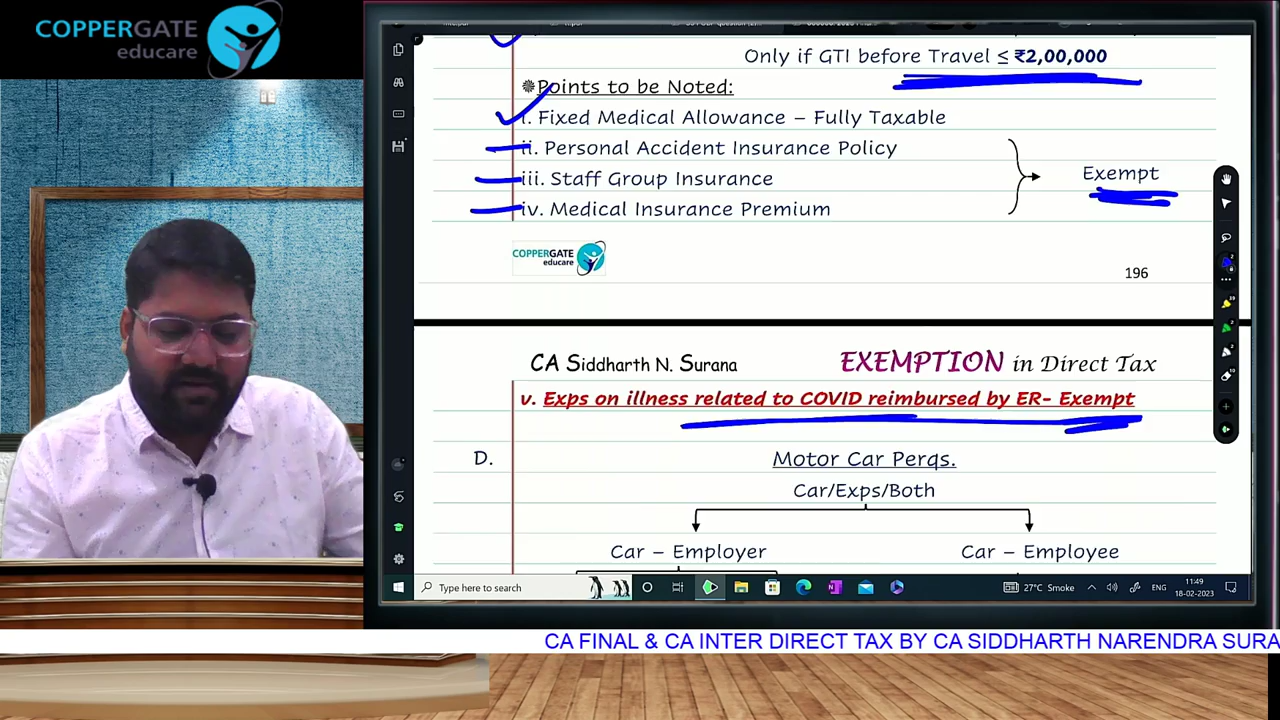 COPPERGATE
educare
Only if GTI before Travel ≤ ₹2,00,000
Points to be Noted:
i. Fixed Medical Allowance – Fully Taxable
ii. Personal Accident Insurance Policy
iii. Staff Group Insurance
iv. Medical Insurance Premium
Exempt
COPPERGATE
educare
196
CA Siddharth N. Surana
EXEMPTION in Direct Tax
v. Exps on illness related to COVID reimbursed by ER- Exempt
D.
Motor Car Perqs.
Car/Exps/Both
Car – Employer
Car – Employee
Type here to search
27°C Smoke
ENG
11:49
18-02-2023
CA FINAL & CA INTER DIRECT TAX BY CA SIDDHARTH NARENDRA SURA